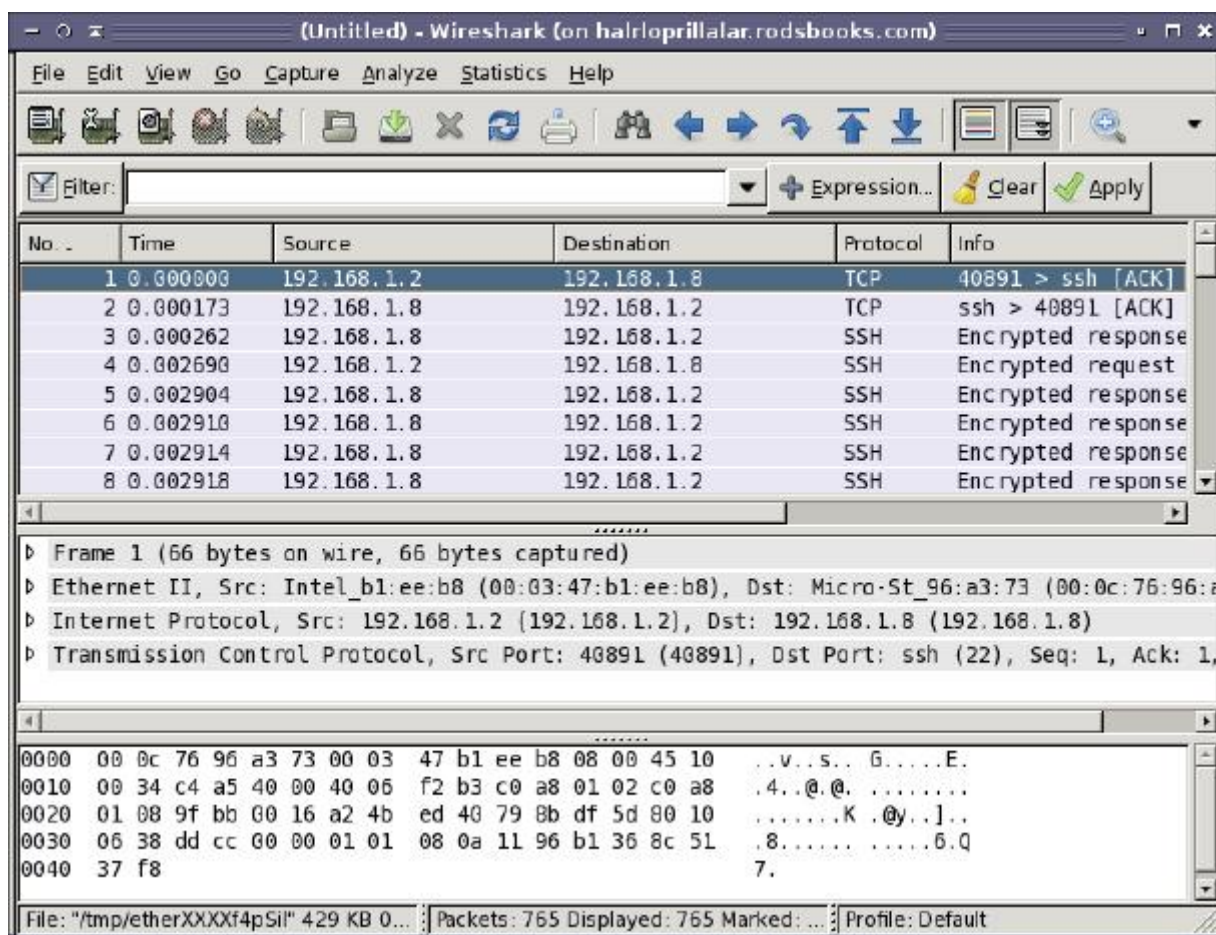 (Untitled) - Wireshark (on halrloprillalar.rodsbooks.com)
File Edit View Go Capture Analyze Statistics Help
Filter: Expression... Clear Apply
No. . Time Source Destination Protocol Info
1 0.000000 192.168.1.2 192.168.1.8 TCP 40891 > ssh [ACK]
2 0.000173 192.168.1.8 192.168.1.2 TCP ssh > 40891 [ACK]
3 0.000262 192.168.1.8 192.168.1.2 SSH Encrypted response
4 0.002690 192.168.1.2 192.168.1.8 SSH Encrypted request
5 0.002904 192.168.1.8 192.168.1.2 SSH Encrypted response
6 0.002910 192.168.1.8 192.168.1.2 SSH Encrypted response
7 0.002914 192.168.1.8 192.168.1.2 SSH Encrypted response
8 0.002918 192.168.1.8 192.168.1.2 SSH Encrypted response
Frame 1 (66 bytes on wire, 66 bytes captured)
Ethernet II, Src: Intel_b1:ee:b8 (00:03:47:b1:ee:b8), Dst: Micro-St_96:a3:73 (00:0c:76:96:a
Internet Protocol, Src: 192.168.1.2 (192.168.1.2), Dst: 192.168.1.8 (192.168.1.8)
Transmission Control Protocol, Src Port: 40891 (40891), Dst Port: ssh (22), Seq: 1, Ack: 1,
0000 00 0c 76 96 a3 73 00 03 47 b1 ee b8 08 00 45 10 ..v..s.. G.....E.
0010 00 34 c4 a5 40 00 40 06 f2 b3 c0 a8 01 02 c0 a8 .4..@.@. ........
0020 01 08 9f bb 00 16 a2 4b ed 40 79 8b df 5d 80 10 .......K .@y..]..
0030 06 38 dd cc 00 00 01 01 08 0a 11 96 b1 36 8c 51 .8...... .....6.Q
0040 37 f8 7.
File: "/tmp/etherXXXXf4pSil" 429 KB 0... Packets: 765 Displayed: 765 Marked: ... Profile: Default